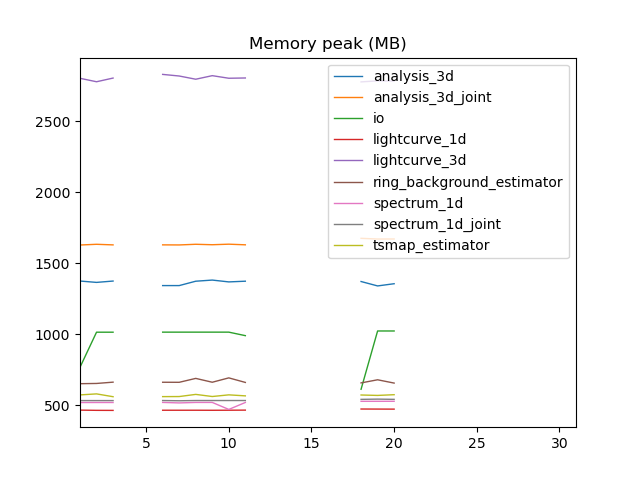 Memory peak (MB)
analysis_3d
analysis_3d_joint
io
lightcurve_1d
lightcurve_3d
ring_background_estimator
spectrum_1d
spectrum_1d_joint
tsmap_estimator
2500
2000
1500
1000
500
5 10 15 20 25 30